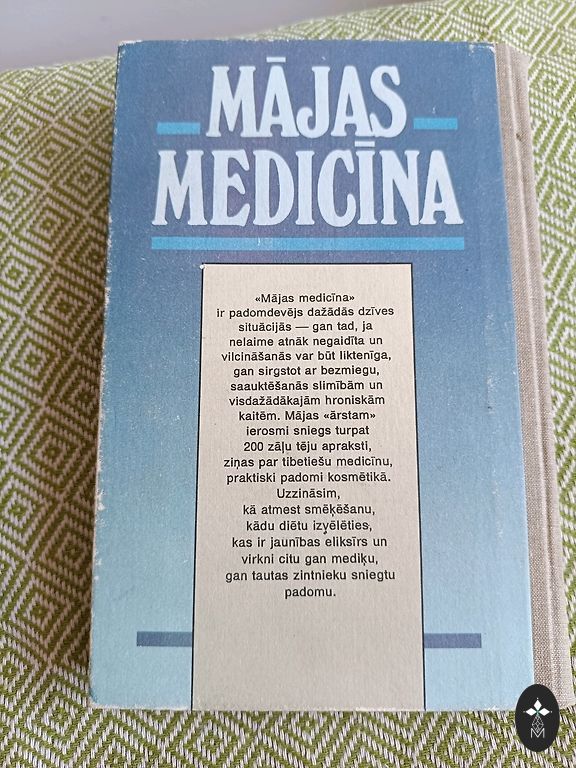 MĀJAS
MEDICĪNA
«Mājas medicīna»
ir padomdevējs dažādās dzīves
situācijās — gan tad, ja
nelaime atnāk negaidīta un
vilcināšanās var būt liktenīga,
gan sirgstot ar bezmiegu,
saauktēšanās slimībām un
visdažādākajām hroniskām
kaitēm. Mājas «ārstam»
ierosmi sniegs turpat
200 zāļu tēju apraksti,
ziņas par tibetiešu medicīnu,
praktiski padomi kosmētikā.
Uzzināsim,
kā atmest smēķēšanu,
kādu diētu izyēlēties,
kas ir jaunības eliksīrs un
virkni citu gan mediķu,
gan tautas zintnieku sniegtu
padomu.
M